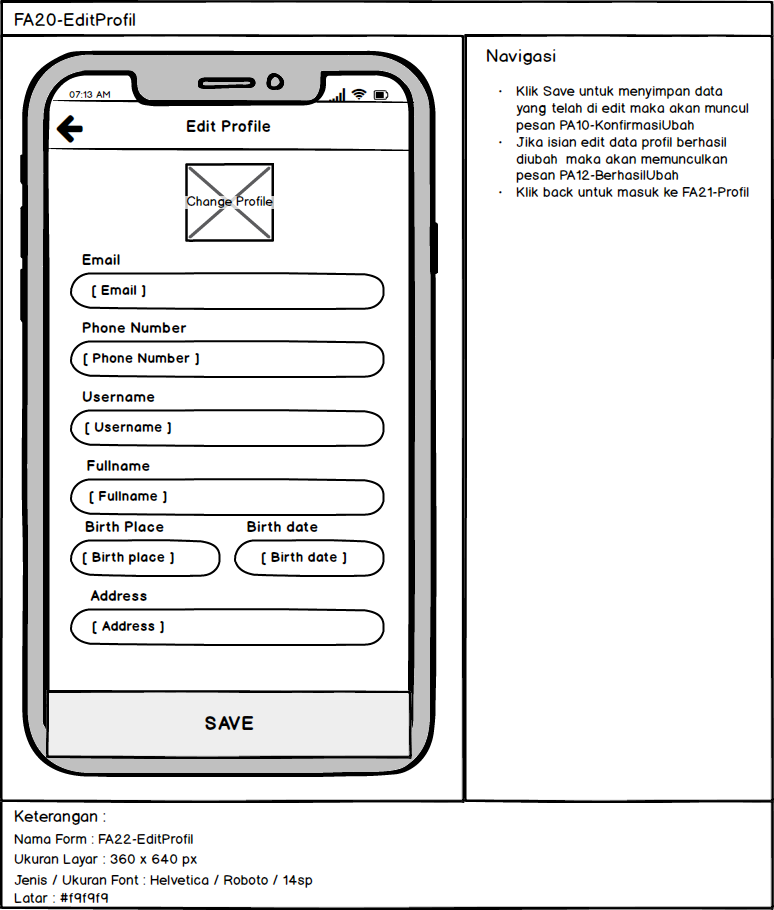 FA20-EditProfil
07:13 AM
Edit Profile
Change Profile
Email
[ Email ]
Phone Number
[ Phone Number ]
Username
[ Username ]
Fullname
[ Fullname ]
Birth Place Birth date
[ Birth place ] [ Birth date ]
Address
[ Address ]
SAVE
Navigasi
· Klik Save untuk menyimpan data
yang telah di edit maka akan muncul
pesan PA10-KonfirmasiUbah
· Jika isian edit data profil berhasil
diubah maka akan memunculkan
pesan PA12-BerhasilUbah
· Klik back untuk masuk ke FA21-Profil
Keterangan :
Nama Form : FA22-EditProfil
Ukuran Layar : 360 x 640 px
Jenis / Ukuran Font : Helvetica / Roboto / 14sp
Latar : #f9f9f9